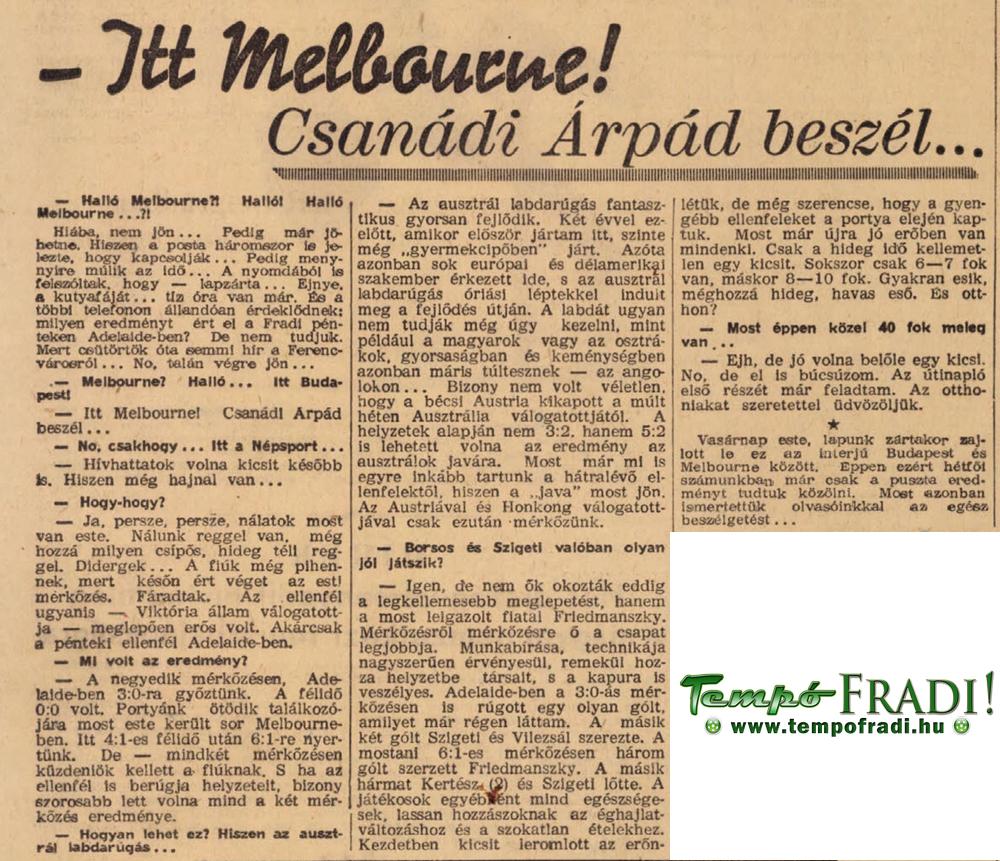 – Itt Melbourne!
Csanádi Árpád beszél...
— Halló Melbourne?! Halló! Halló
Melbourne...?!
Hiába, nem jön... Pedig már jö-
hetne. Hiszen a posta háromszor is je-
lezte, hogy kapcsolják... Pedig meny-
nyire múlik az idő... A nyomdából is
felszóltak, hogy — lapzárta... Ejnye,
a kutyafáját... tíz óra van már. És a
többi telefonon állandóan érdeklődnek:
milyen eredményt ért el a Fradi pén-
teken Adelaide-ben? De nem tudjuk.
Mert csütörtök óta semmi hír a Ferenc-
városról... No, talán végre jön...
— Melbourne? Halló... Itt Buda-
pest!
— Itt Melbourne! Csanádi Árpád
beszél...
— No, csakhogy... Itt a Népsport...
— Hívhattatok volna kicsit később
is. Hiszen még hajnal van...
— Hogy-hogy?
— Ja, persze, persze, nálatok most
van este. Nálunk reggel van, még
hozzá milyen csípős, hideg téli reg-
gel. Didergek... A fiúk még pihen-
nek, mert későn ért véget az esti
mérkőzés. Fáradtak. Az ellenfél
ugyanis — Viktória állam válogatott-
ja — meglepően erős volt. Akárcsak
a pénteki ellenfél Adelaide-ben.
— Mi volt az eredmény?
— A negyedik mérkőzésen, Ade-
laide-ben 3:0-ra győztünk. A félidő
0:0 volt. Portyánk ötödik találkozó-
jára most este került sor Melbourne-
ben. Itt 4:1-es félidő után 6:1-re nyer-
tünk. De — mindkét mérkőzésen
küzdeniök kellett a fiúknak. S ha az
ellenfél is berúgja helyzeteit, bizony
szorosabb lett volna mind a két mér-
kőzés eredménye.
— Hogyan lehet ez? Hiszen az auszt-
rál labdarúgás...
— Az ausztrál labdarúgás fantasz-
tikus gyorsan fejlődik. Két évvel ez-
előtt, amikor először jártam itt, szinte
még „gyermekcipőben” járt. Azóta
azonban sok európai és délamerikai
szakember érkezett ide, s az ausztrál
labdarúgás óriási léptekkel indult
meg a fejlődés útján. A labdát ugyan
nem tudják még úgy kezelni, mint
például a magyarok vagy az osztrá-
kok, gyorsaságban és keménységben
azonban máris túltesznek — az ango-
lokon... Bizony nem volt véletlen,
hogy a bécsi Austria kikapott a múlt
héten Ausztrália válogatottjától. A
helyzetek alapján nem 3:2, hanem 5:2
is lehetett volna az eredmény az
ausztrálok javára. Most már mi is
egyre inkább tartunk a hátralévő el-
lenfelektől, hiszen a „java” most jön.
Az Austriával és Honkong válogatott-
jával csak ezután mérkőzünk.
— Borsos és Szigeti valóban olyan
jól játszik?
— Igen, de nem ők okozták eddig
a legkellemesebb meglepetést, hanem
a most leigazolt fiatal Friedmanszky.
Mérkőzésről mérkőzésre ő a csapat
legjobbja. Munkabírása, technikája
nagyszerűen érvényesül, remekül hoz-
za helyzetbe társait, s a kapura is
veszélyes. Adelaide-ben a 3:0-ás mér-
kőzésen is rúgott egy olyan gólt,
amilyet már régen láttam. A másik
két gólt Szigeti és Vilezsál szerezte. A
mostani 6:1-es mérkőzésen három
gólt szerzett Friedmanszky. A másik
hármat Kertész (2) és Szigeti lőtte. A
játékosok egyébként mind egészsége-
sek, lassan hozzászoknak az éghajlat-
változáshoz és a szokatlan ételekhez.
Kezdetben kicsit leromlott az erőn-
létük, de még szerencse, hogy a gyen-
gébb ellenfeleket a portya elején kap-
tuk. Most már újra jó erőben van
mindenki. Csak a hideg idő kellemet-
len egy kicsit. Sokszor csak 6—7 fok
van, máskor 8—10 fok. Gyakran esik,
méghozzá hideg, havas eső. És ott-
hon?
— Most éppen közel 40 fok meleg
van...
— Ejh, de jó volna belőle egy kicsi.
No, de el is búcsúzom. Az útinapló
első részét már feladtam. Az ottho-
niakat szeretettel üdvözöljük.
★
Vasárnap este, lapunk zártakor zaj-
lott le ez az interjú Budapest és
Melbourne között. Éppen ezért hétfői
számunkban már csak a puszta ered-
ményt tudtuk közölni. Most azonban
ismertettük olvasóinkkal az egész
beszélgetést...
Tempó FRADI!
www.tempofradi.hu